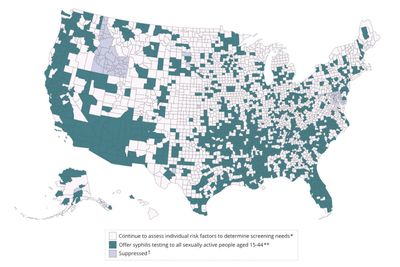 Continue to assess individual risk factors to determine screening needs*
Offer syphilis testing to all sexually active people aged 15-44**
Suppressed‡